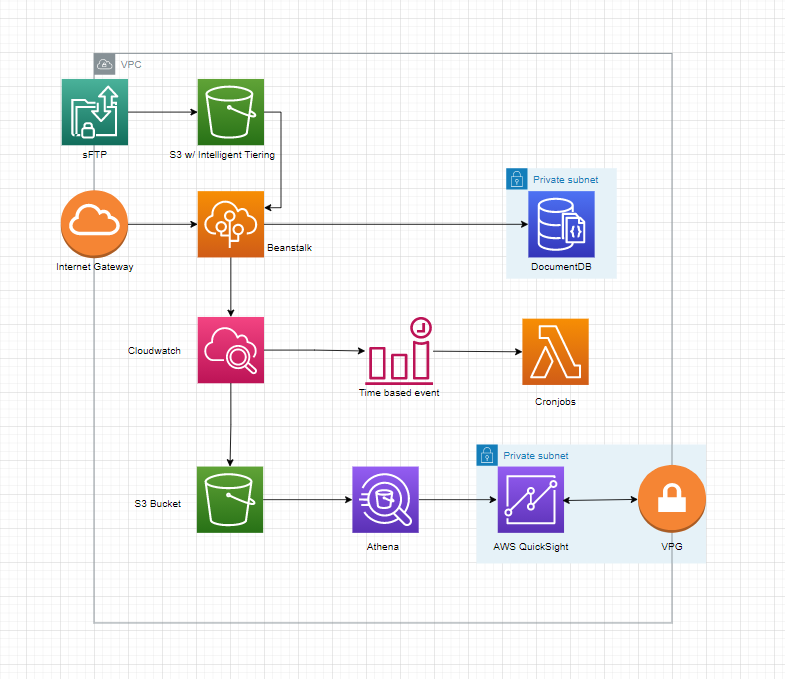 VPC
sFTP
S3 w/ Intelligent Tiering
Private subnet
Internet Gateway
Beanstalk
DocumentDB
Cloudwatch
Time based event
Cronjobs
Private subnet
S3 Bucket
Athena
AWS QuickSight
VPG